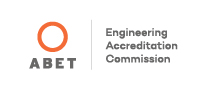 ABET
Engineering
Accreditation
Commission